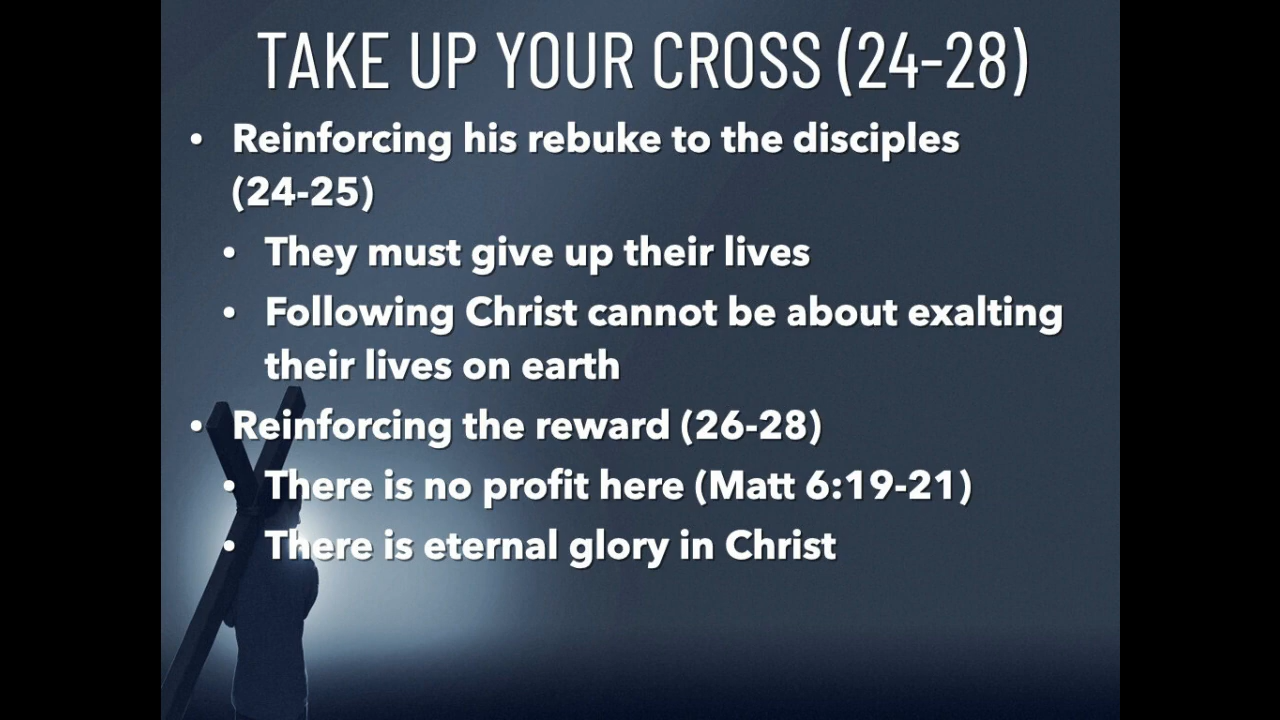 TAKE UP YOUR CROSS (24-28)
• Reinforcing his rebuke to the disciples
(24-25)
• They must give up their lives
• Following Christ cannot be about exalting
their lives on earth
• Reinforcing the reward (26-28)
• There is no profit here (Matt 6:19-21)
• There is eternal glory in Christ